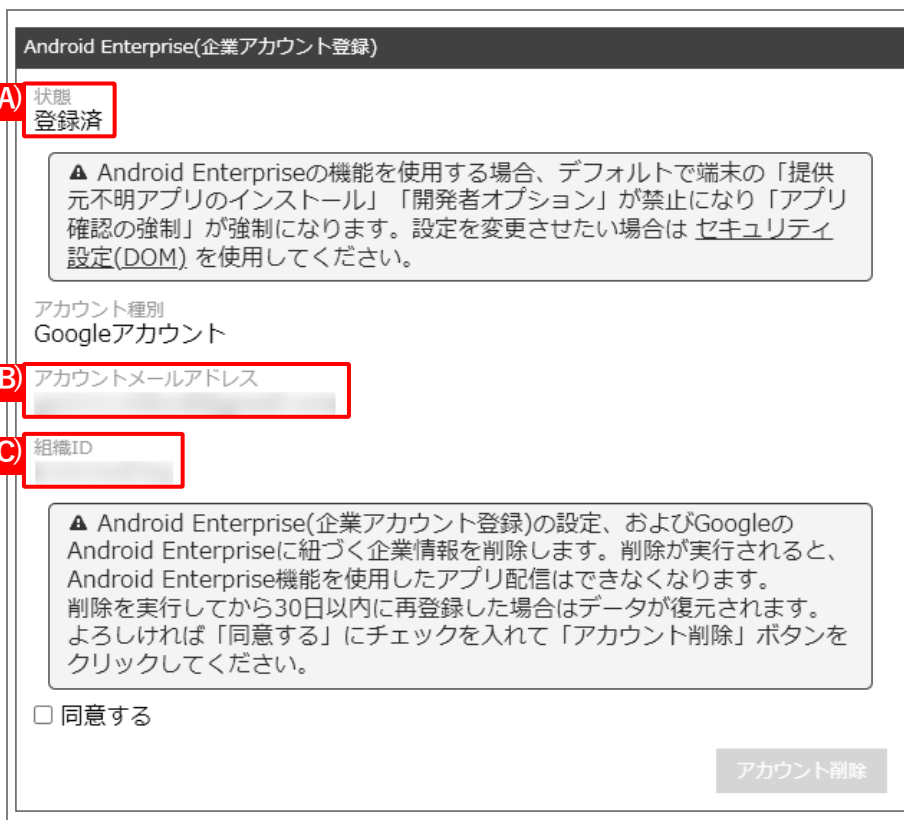 Android Enterprise(企業アカウント登録)
A)
状態
登録済
▲ Android Enterpriseの機能を使用する場合、デフォルトで端末の「提供
元不明アプリのインストール」「開発者オプション」が禁止になり「アプリ
確認の強制」が強制になります。設定を変更させたい場合は セキュリティ
設定(DOM) を使用してください。
アカウント種別
Googleアカウント
B)
アカウントメールアドレス
C)
組織ID
▲ Android Enterprise(企業アカウント登録)の設定、およびGoogleの
Android Enterpriseに紐づく企業情報を削除します。削除が実行されると、
Android Enterprise機能を使用したアプリ配信はできなくなります。
削除を実行してから30日以内に再登録した場合はデータが復元されます。
よろしければ「同意する」にチェックを入れて「アカウント削除」ボタンを
クリックしてください。
同意する
アカウント削除